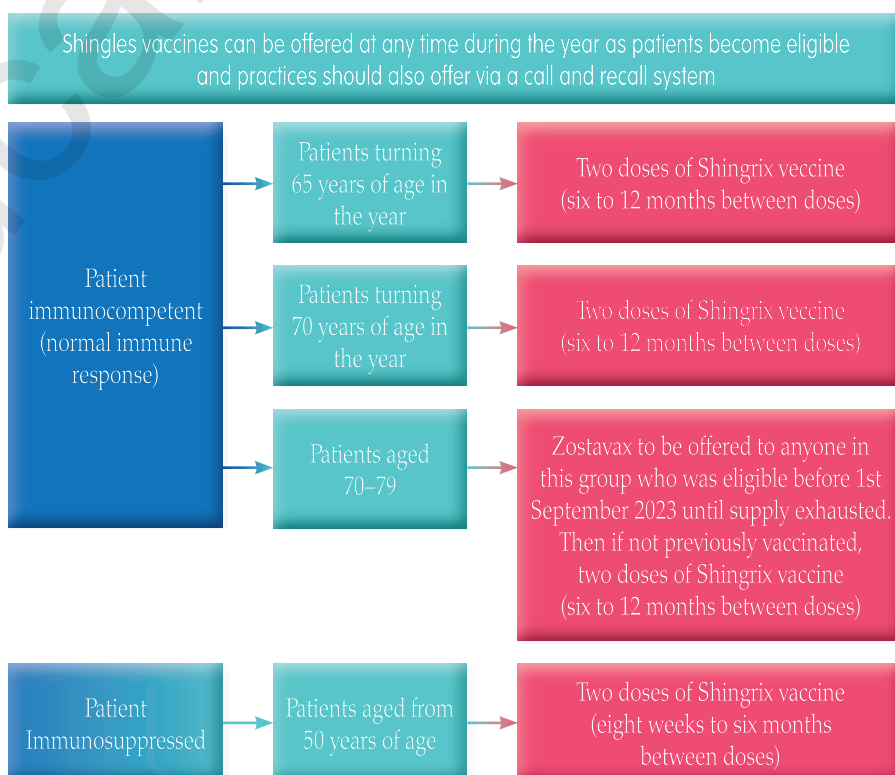 Shingles vaccines can be offered at any time during the year as patients become eligible
and practices should also offer via a call and recall system
Patient
immunocompetent
(normal immune
response)
Patients turning
65 years of age in
the year
Two doses of Shingrix veccine
(six to 12 months between doses)
Patients turning
70 years of age in
the year
Two doses of Shingrix veccine
(six to 12 months between doses)
Patients aged
70–79
Zostavax to be offered to anyone in
this group who was eligible before 1st
September 2023 until supply exhausted.
Then if not previously vaccinated,
two doses of Shingrix vaccine
(six to 12 months between doses)
Patient
Immunosuppressed
Patients aged from
50 years of age
Two doses of Shingrix vaccine
(eight weeks to six months
between doses)